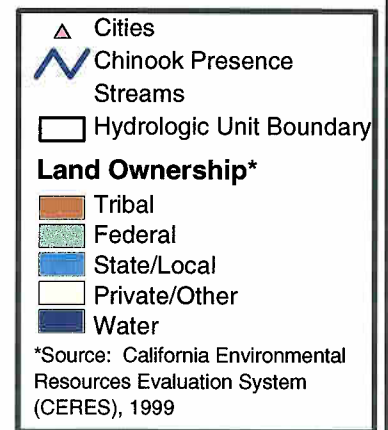 Cities
Chinook Presence
Streams
Hydrologic Unit Boundary
Land Ownership*
Tribal
Federal
State/Local
Private/Other
Water
*Source: California Environmental
Resources Evaluation System
(CERES), 1999